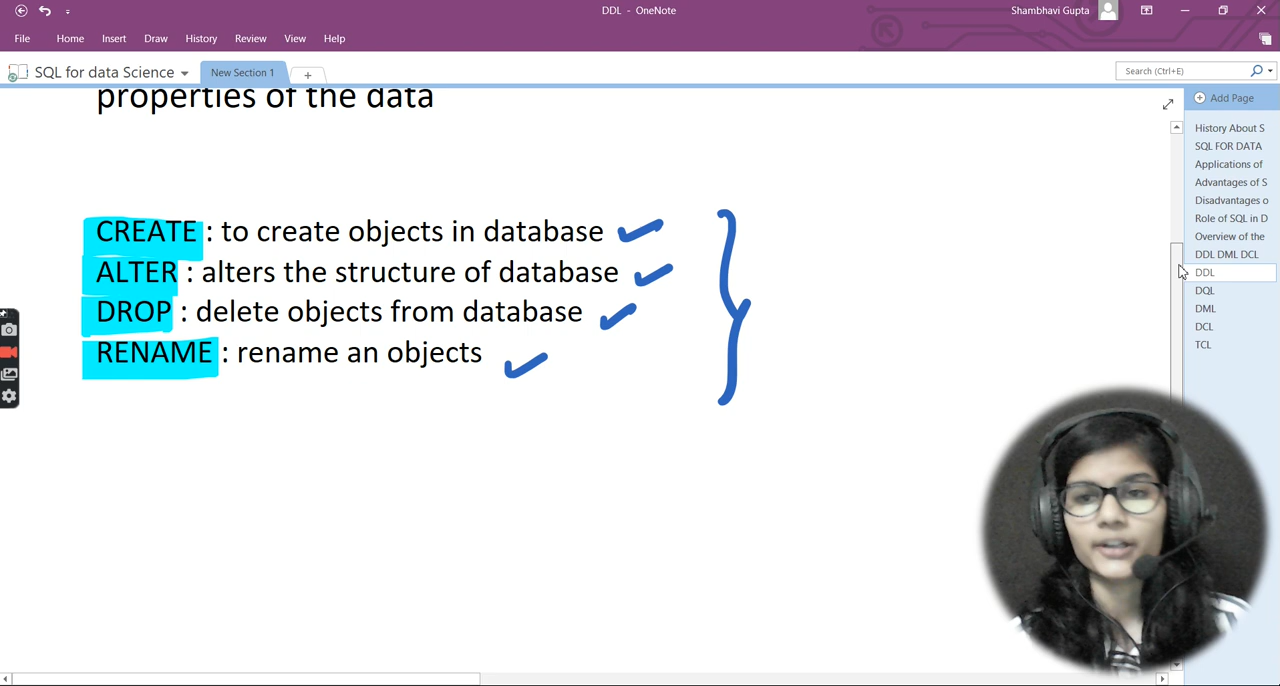 DDL - OneNote
Shambhavi Gupta
File Home Insert Draw History Review View Help
SQL for data Science
New Section 1
+
Search (Ctrl+E)
properties of the data
CREATE : to create objects in database
ALTER : alters the structure of database
DROP : delete objects from database
RENAME : rename an objects
Add Page
History About S
SQL FOR DATA
Applications of
Advantages of S
Disadvantages o
Role of SQL in D
Overview of the
DDL DML DCL
DDL
DQL
DML
DCL
TCL